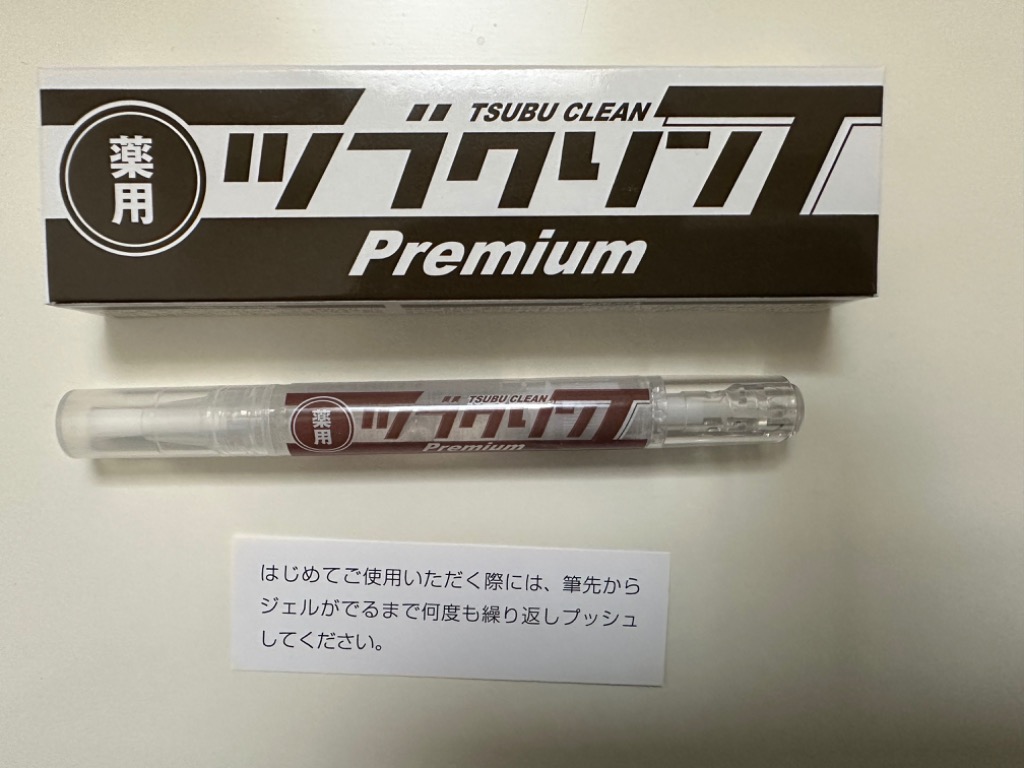 薬用
TSUBU CLEAN
ツブクリンT
Premium
薬用
TSUBU CLEAN
ツブクリンT
Premium
はじめてご使用いただく際には、筆先から
ジェルがでるまで何度も繰り返しプッシュ
してください。